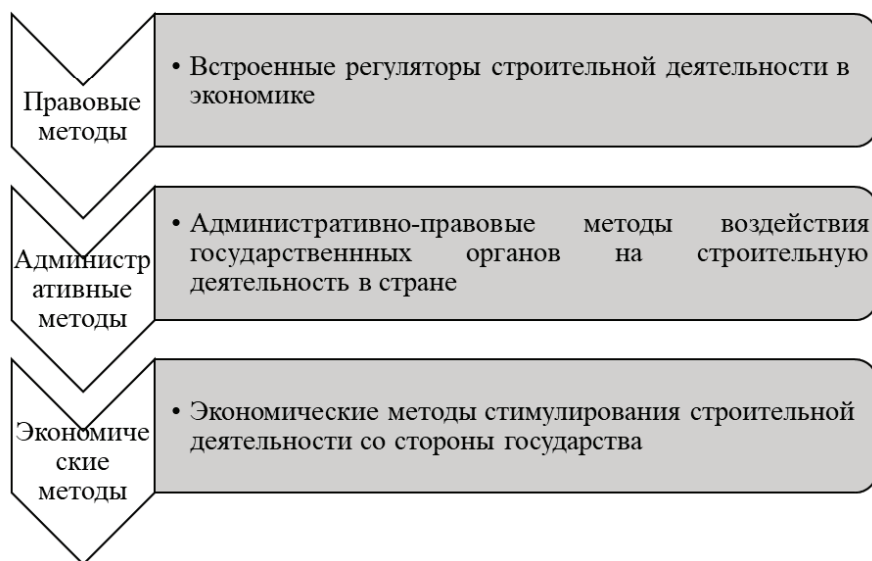 Правовые
методы
• Встроенные регуляторы строительной деятельности в
экономике
Администр
ативные
методы
• Административно-правовые методы воздействия
государственнных органов на строительную
деятельность в стране
Экономиче
ские
методы
• Экономические методы стимулирования строительной
деятельности со стороны государства